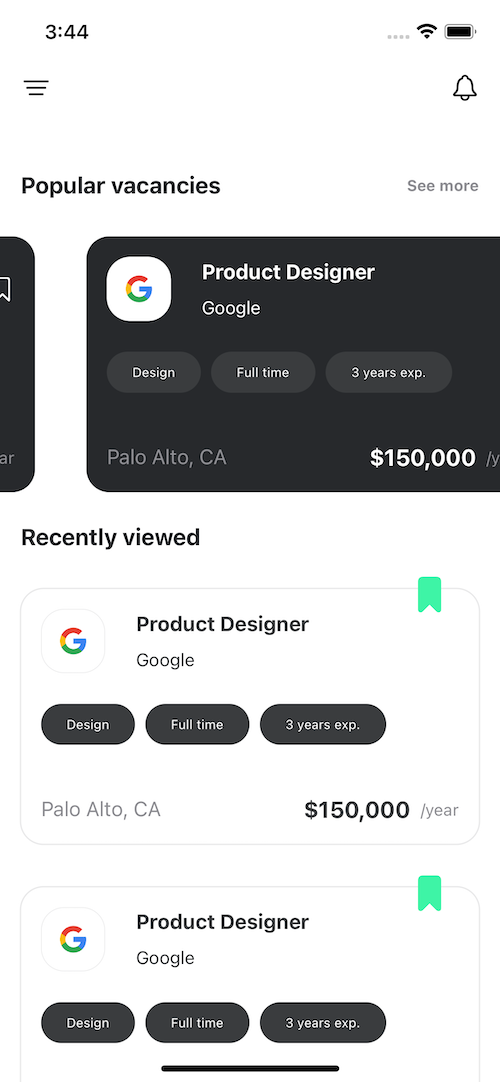 3:44
Popular vacancies
See more
Product Designer
Google
Design
Full time
3 years exp.
Palo Alto, CA
$150,000
Recently viewed
Product Designer
Google
Design
Full time
3 years exp.
Palo Alto, CA
$150,000 /year
Product Designer
Google
Design
Full time
3 years exp.